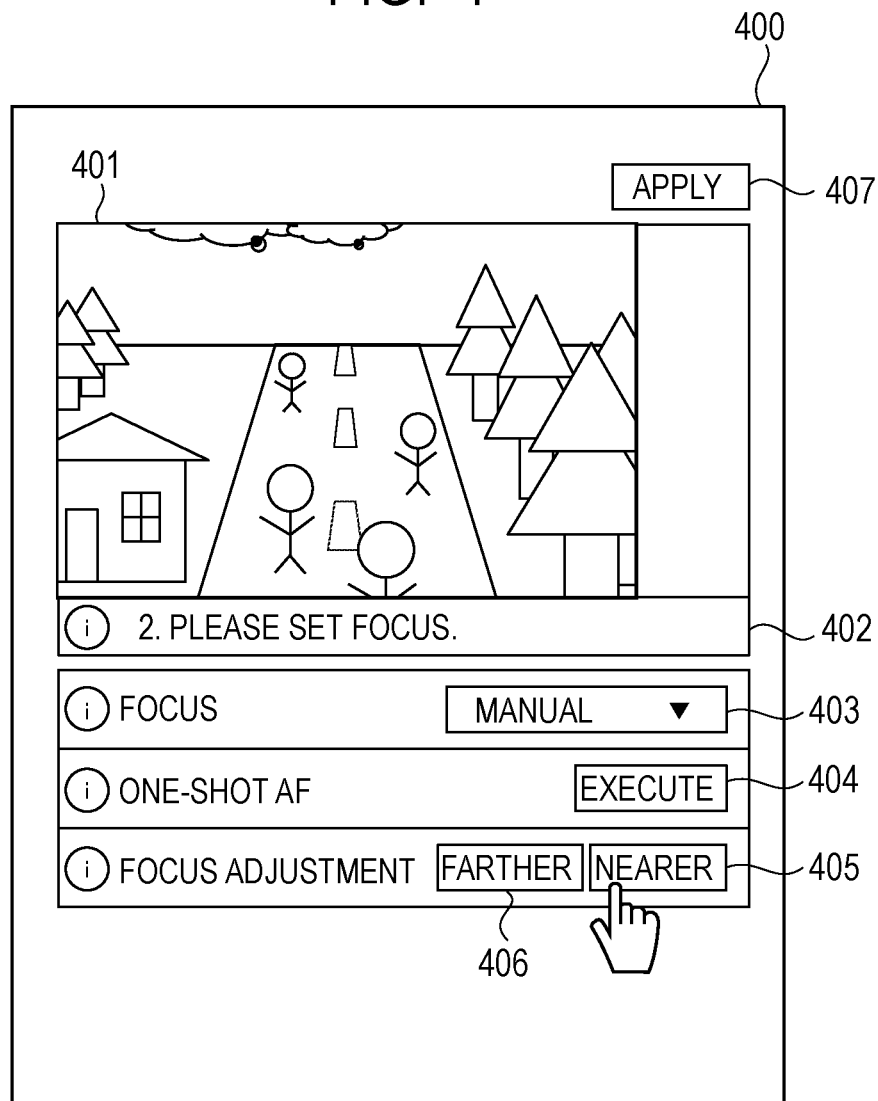 400
401
APPLY
407
2. PLEASE SET FOCUS.
402
FOCUS
MANUAL ▼
403
ONE-SHOT AF
EXECUTE
404
FOCUS ADJUSTMENT
FARTHER
NEARER
405
406
i
i
i
i